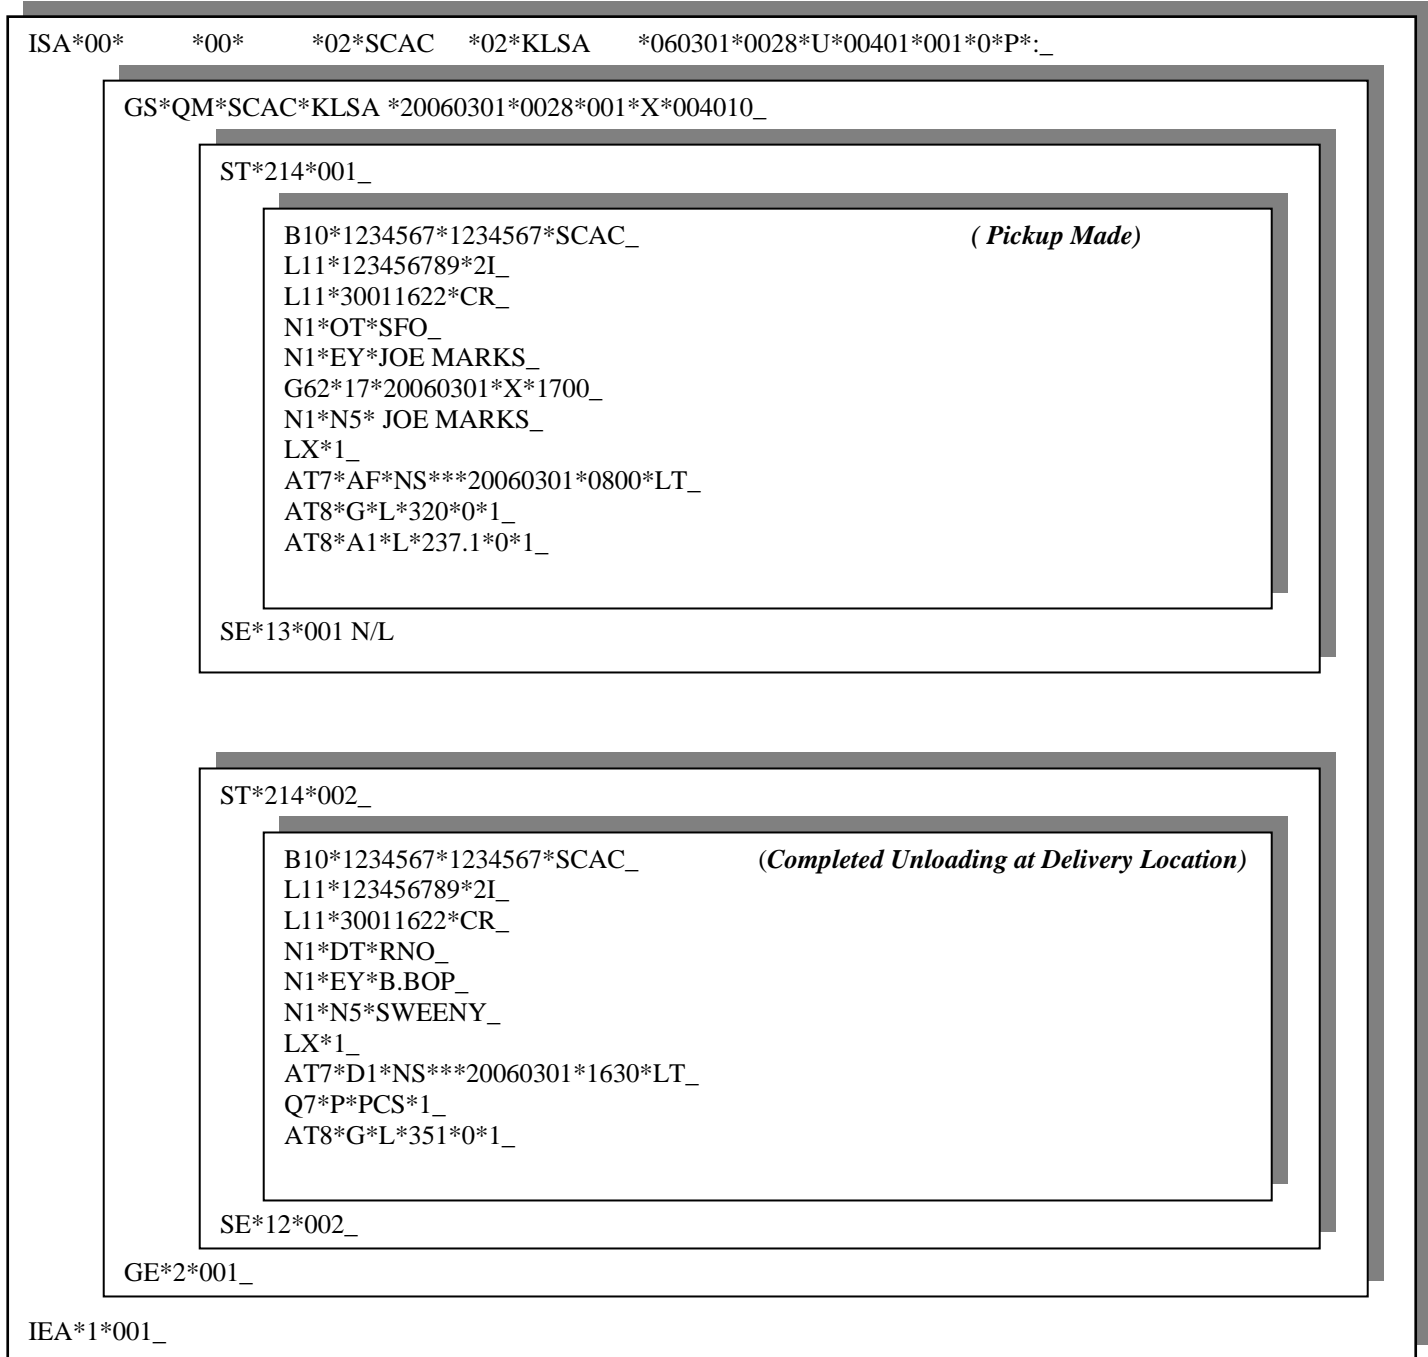 ISA*00*          *00*          *02*SCAC     *02*KLSA       *060301*0028*U*00401*001*0*P*:_
GS*QM*SCAC*KLSA *20060301*0028*001*X*004010_
ST*214*001_
B10*1234567*1234567*SCAC_ ( Pickup Made)
L11*123456789*2I_
L11*30011622*CR_
N1*OT*SFO_
N1*EY*JOE MARKS_
G62*17*20060301*X*1700_
N1*N5* JOE MARKS_
LX*1_
AT7*AF*NS***20060301*0800*LT_
AT8*G*L*320*0*1_
AT8*A1*L*237.1*0*1_
SE*13*001 N/L
ST*214*002_
B10*1234567*1234567*SCAC_ (Completed Unloading at Delivery Location)
L11*123456789*2I_
L11*30011622*CR_
N1*DT*RNO_
N1*EY*B.BOP_
N1*N5*SWEENY_
LX*1_
AT7*D1*NS***20060301*1630*LT_
Q7*P*PCS*1_
AT8*G*L*351*0*1_
SE*12*002_
GE*2*001_
IEA*1*001_